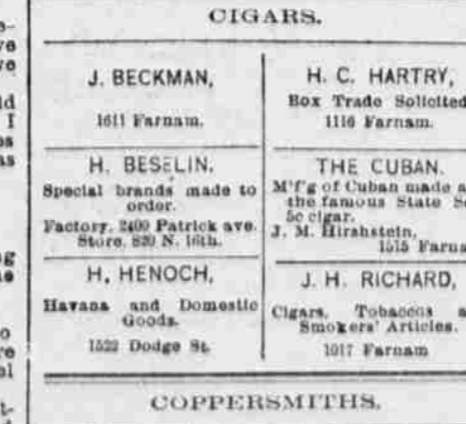 CIGARS.
J. BECKMAN,
1611 Farnam.
H. BESELIN.
Special brands made to
order.
Factory, 2409 Patrick ave.
Store, 820 N. 16th.
H. HENOCH,
Havana and Domestic
Goods.
1522 Dodge St.
H. C. HARTRY,
Box Trade Solicited
1116 Farnam.
THE CUBAN.
M'f'g of Cuban made a
the famous State S
5c cigar.
J. M. Hirshstein,
1515 Farna
J. H. RICHARD,
Cigars, Tobaccos a
Smokers' Articles.
1017 Farnam
COPPERSMITHS.